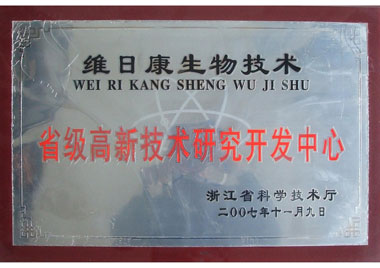 维日康生物技术
WEI RI KANG SHENG WU JI SHU
省级高新技术研究开发中心
浙江省科学技术厅
二00七年十一月九日